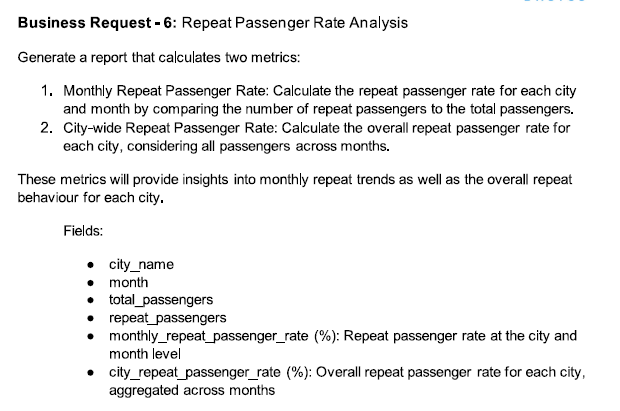 Business Request - 6: Repeat Passenger Rate Analysis
Generate a report that calculates two metrics:
1. Monthly Repeat Passenger Rate: Calculate the repeat passenger rate for each city
and month by comparing the number of repeat passengers to the total passengers.
2. City-wide Repeat Passenger Rate: Calculate the overall repeat passenger rate for
each city, considering all passengers across months.
These metrics will provide insights into monthly repeat trends as well as the overall repeat
behaviour for each city.
Fields:
● city_name
● month
● total_passengers
● repeat_passengers
● monthly_repeat_passenger_rate (%): Repeat passenger rate at the city and
month level
● city_repeat_passenger_rate (%): Overall repeat passenger rate for each city,
aggregated across months